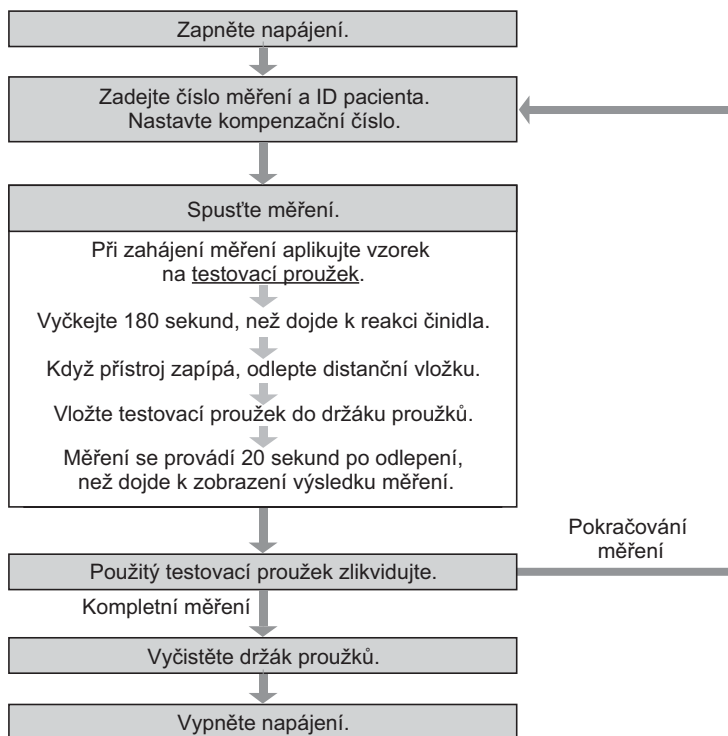 Zapněte napájení.
Zadejte číslo měření a ID pacienta.
Nastavte kompenzační číslo.
Spusťte měření.
Při zahájení měření aplikujte vzorek
na testovací proužek.
Vyčkejte 180 sekund, než dojde k reakci činidla.
Když přístroj zapípá, odlepte distanční vložku.
Vložte testovací proužek do držáku proužků.
Měření se provádí 20 sekund po odlepení,
než dojde k zobrazení výsledku měření.
Pokračování
měření
Použitý testovací proužek zlikvidujte.
Kompletní měření
Vyčistěte držák proužků.
Vypněte napájení.